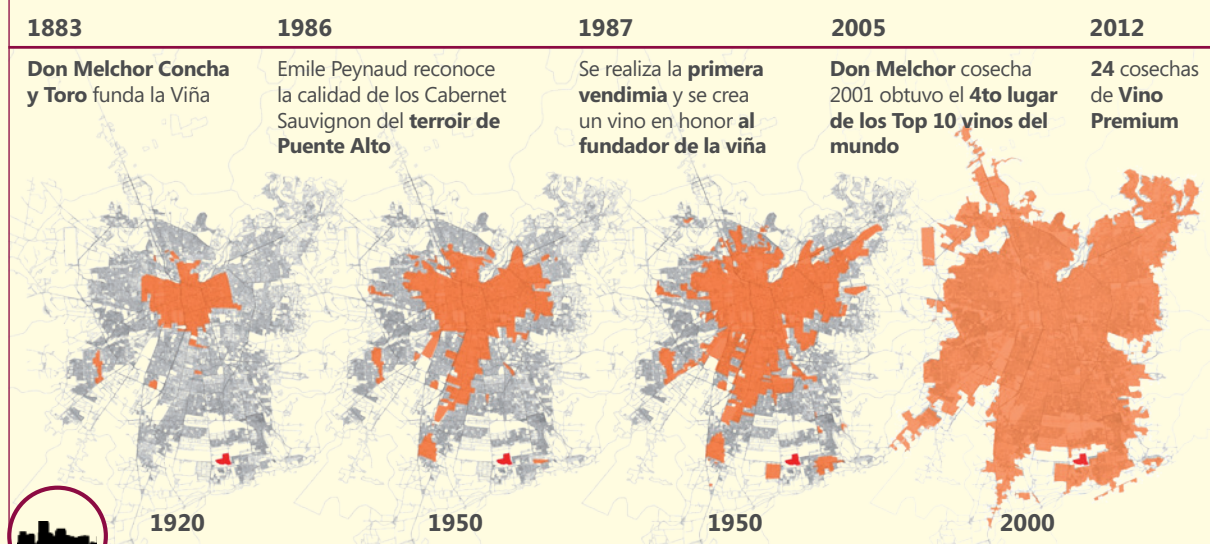 1883
Don Melchor Concha
y Toro funda la Viña
1986
Emile Peynaud reconoce
la calidad de los Cabernet
Sauvignon del terroir de
Puente Alto
1987
Se realiza la primera
vendimia y se crea
un vino en honor al
fundador de la viña
2005
Don Melchor cosecha
2001 obtuvo el 4to lugar
de los Top 10 vinos del
mundo
2012
24 cosechas
de Vino
Premium
1920
1950
1950
2000